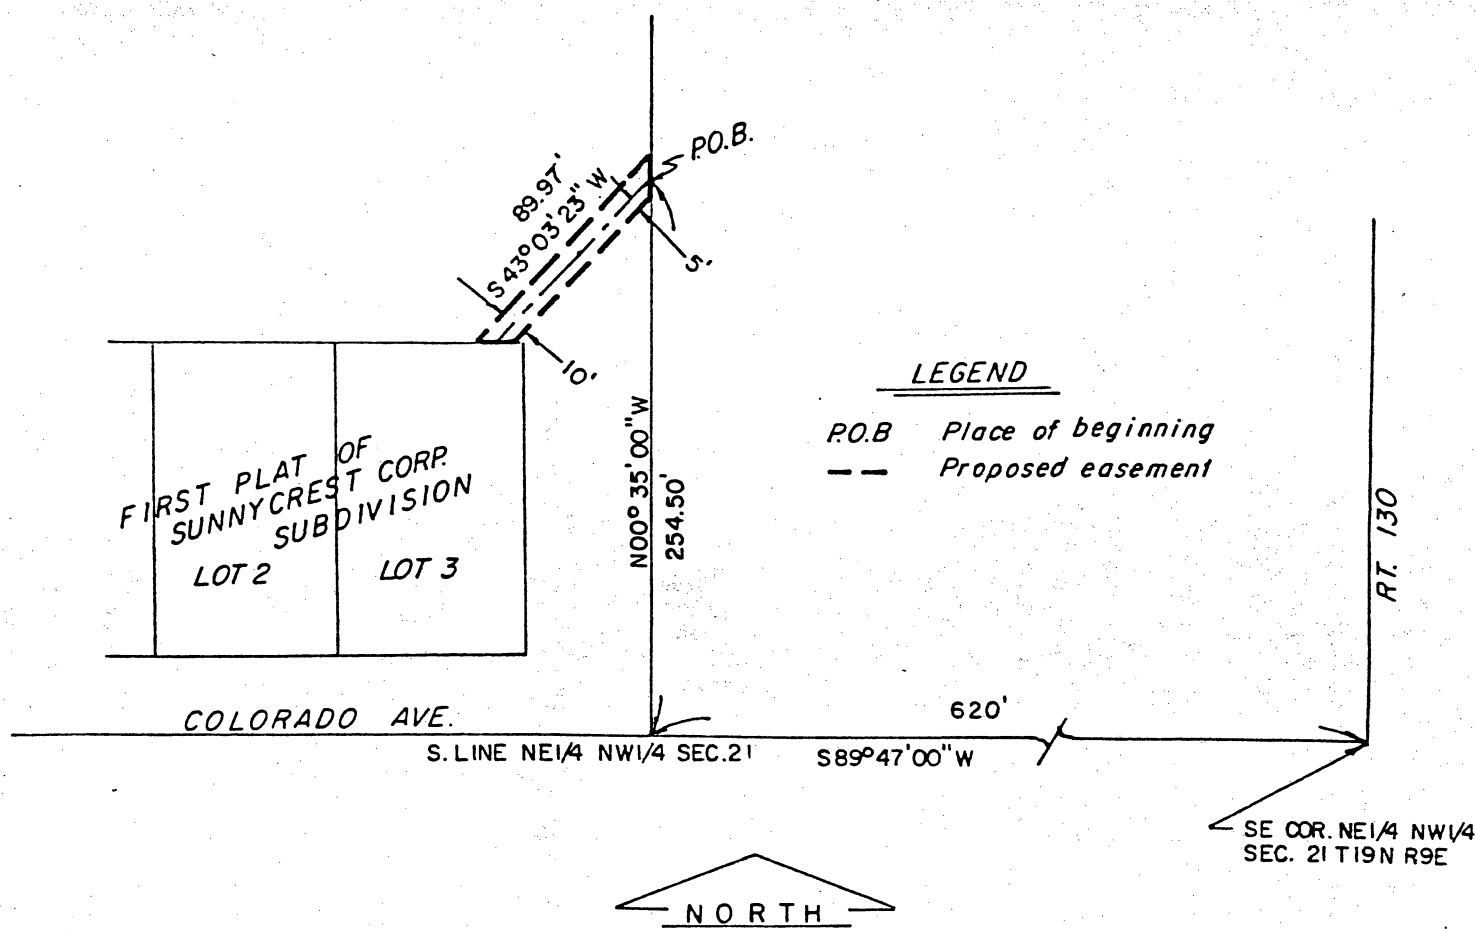 P.O.B.
89.97'
S43°03'23"W
5'
10'
LEGEND
P.O.B Place of beginning
Proposed easement
N00°35'00"W
254.50'
FIRST PLAT OF
SUNNYCREST CORP.
SUBDIVISION
LOT 2
LOT 3
RT. 130
COLORADO AVE.
620'
S. LINE NE1/4 NW1/4 SEC.21
S89°47'00"W
SE COR. NE1/4 NW1/4
SEC. 21 T19N R9E
NORTH